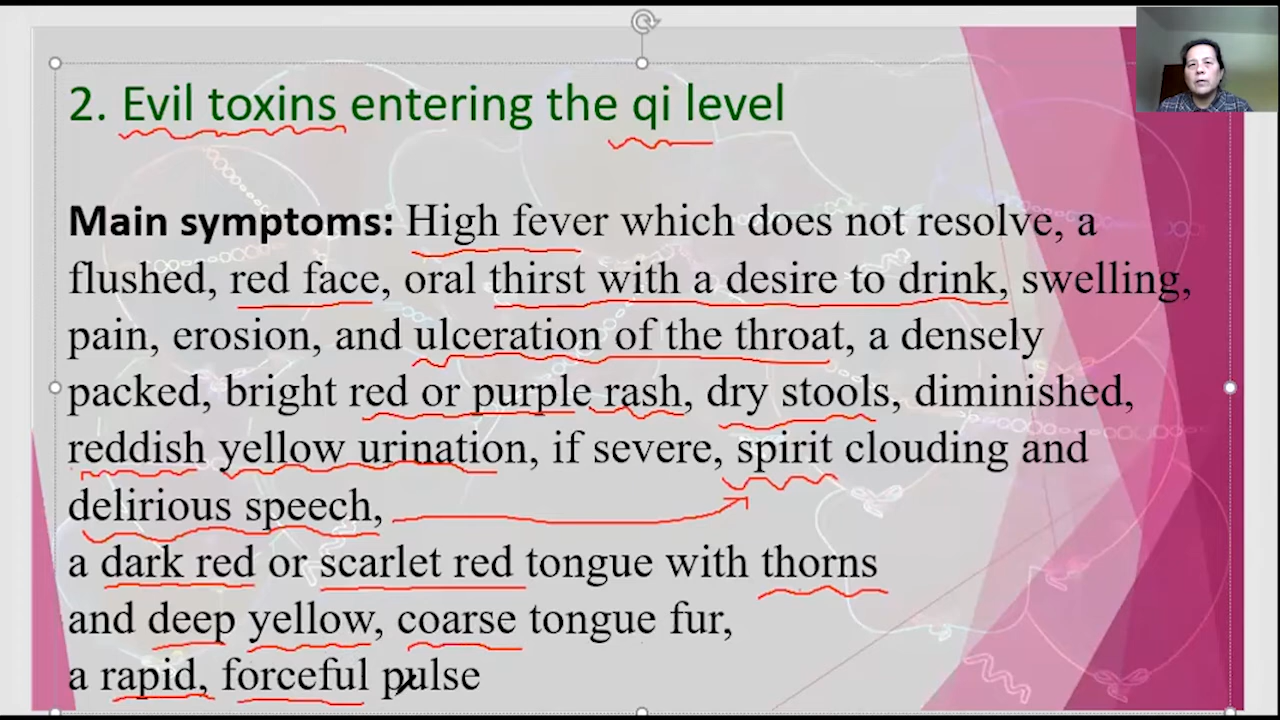 2. Evil toxins entering the qi level
Main symptoms: High fever which does not resolve, a
flushed, red face, oral thirst with a desire to drink, swelling,
pain, erosion, and ulceration of the throat, a densely
packed, bright red or purple rash, dry stools, diminished,
reddish yellow urination, if severe, spirit clouding and
delirious speech,
a dark red or scarlet red tongue with thorns
and deep yellow, coarse tongue fur,
a rapid, forceful pulse